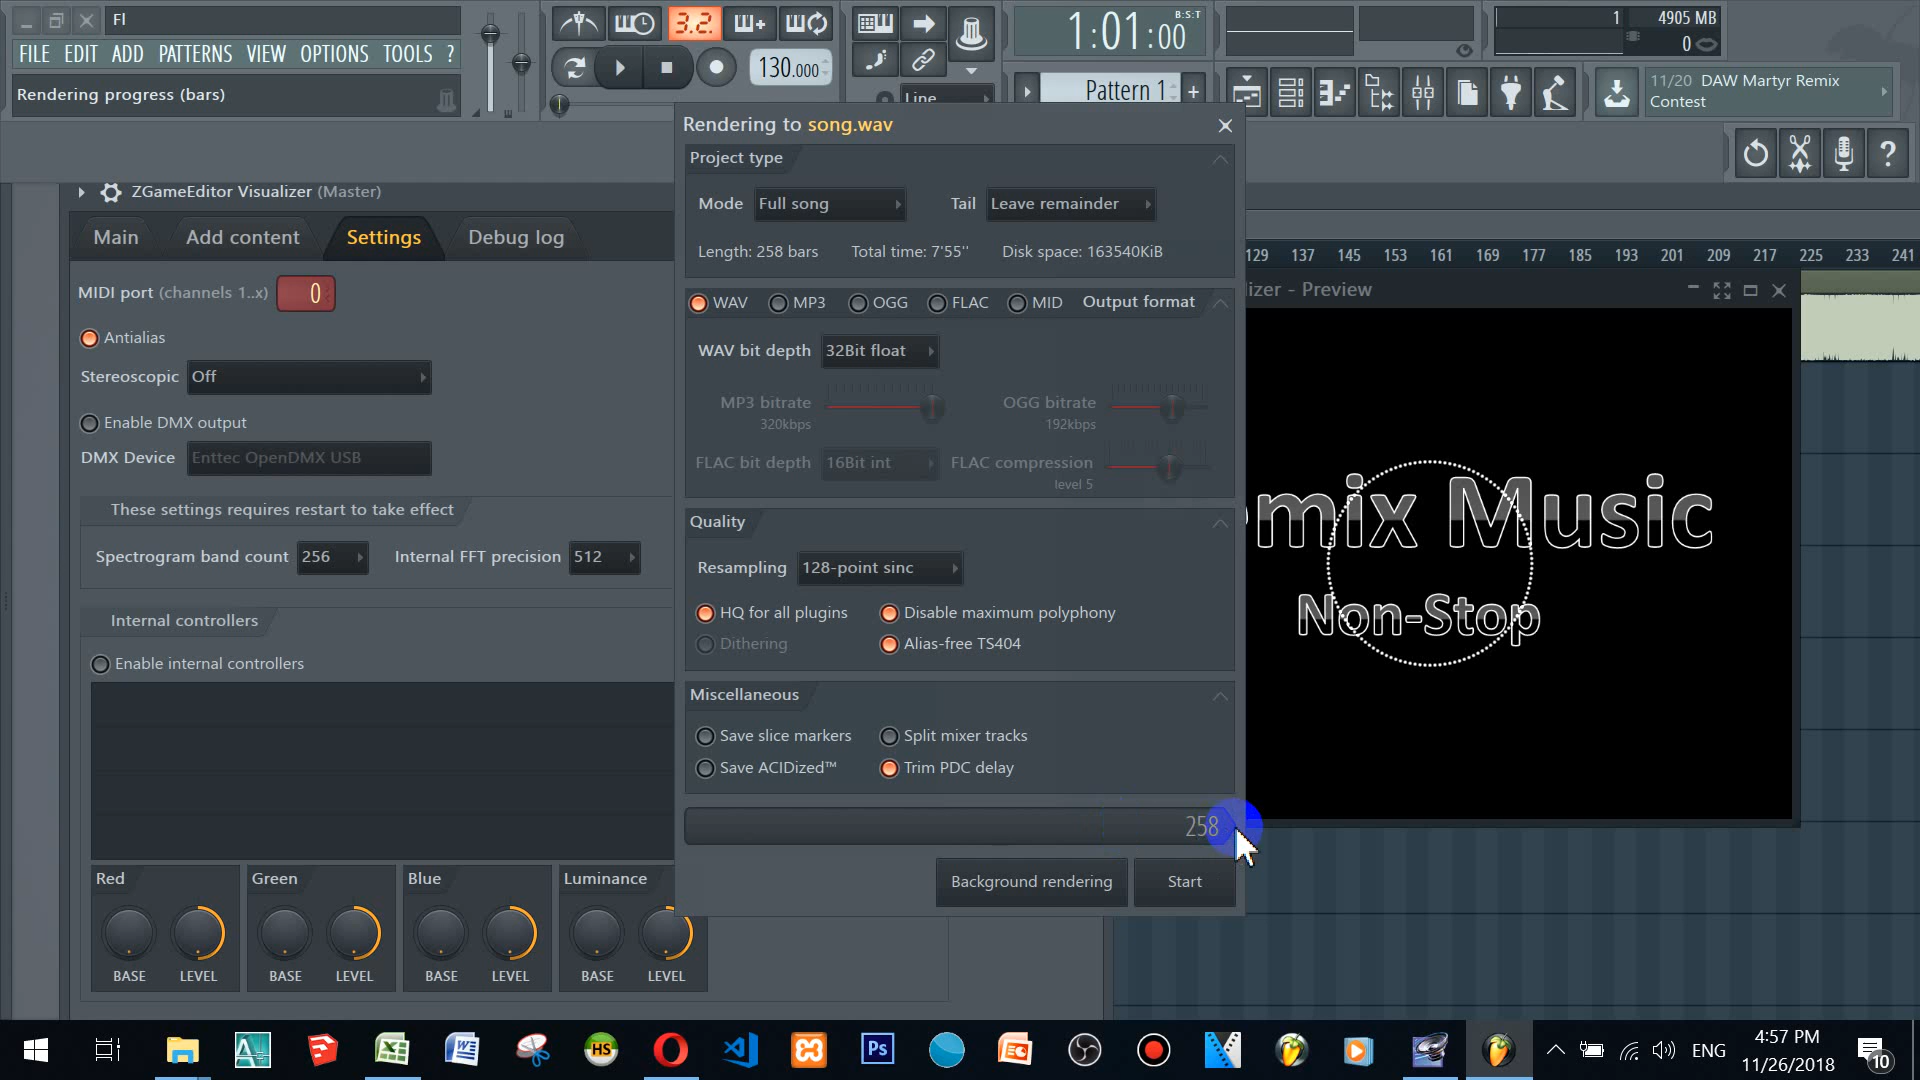 Fl
FILE EDIT ADD PATTERNS VIEW OPTIONS TOOLS ?
Rendering progress (bars)
3.2.
130.000
1:01:00
B:S:T
Line
Pattern 1
+
1
4905 MB
0
11/20 DAW Martyr Remix
Contest
?
ZGameEditor Visualizer (Master)
Main
Add content
Settings
Debug log
MIDI port (channels 1..x)
0
Antialias
Stereoscopic
Off
Enable DMX output
DMX Device
Enttec OpenDMX USB
These settings requires restart to take effect
Spectrogram band count
256
Internal FFT precision
512
Internal controllers
Enable internal controllers
Red
Green
Blue
Luminance
BASE LEVEL
BASE LEVEL
BASE LEVEL
BASE LEVEL
Rendering to song.wav
Project type
Mode
Full song
Tail
Leave remainder
Length: 258 bars
Total time: 7'55''
Disk space: 163540KiB
WAV
MP3
OGG
FLAC
MID
Output format
WAV bit depth
32Bit float
MP3 bitrate
320kbps
OGG bitrate
192kbps
FLAC bit depth
16Bit int
FLAC compression
level 5
Quality
Resampling
128-point sinc
HQ for all plugins
Disable maximum polyphony
Dithering
Alias-free TS404
Miscellaneous
Save slice markers
Split mixer tracks
Save ACIDized™
Trim PDC delay
258
Background rendering
Start
129 137 145 153 161 169 177 185 193 201 209 217 225 233 241
lizer - Preview
mix Music
Non-Stop
HS
Ps
ENG
4:57 PM
11/26/2018
10